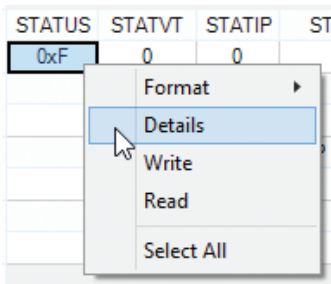 STATUS STATVT STATIP ST
0xF 0 0
Format
Details
Write
Read
Select All